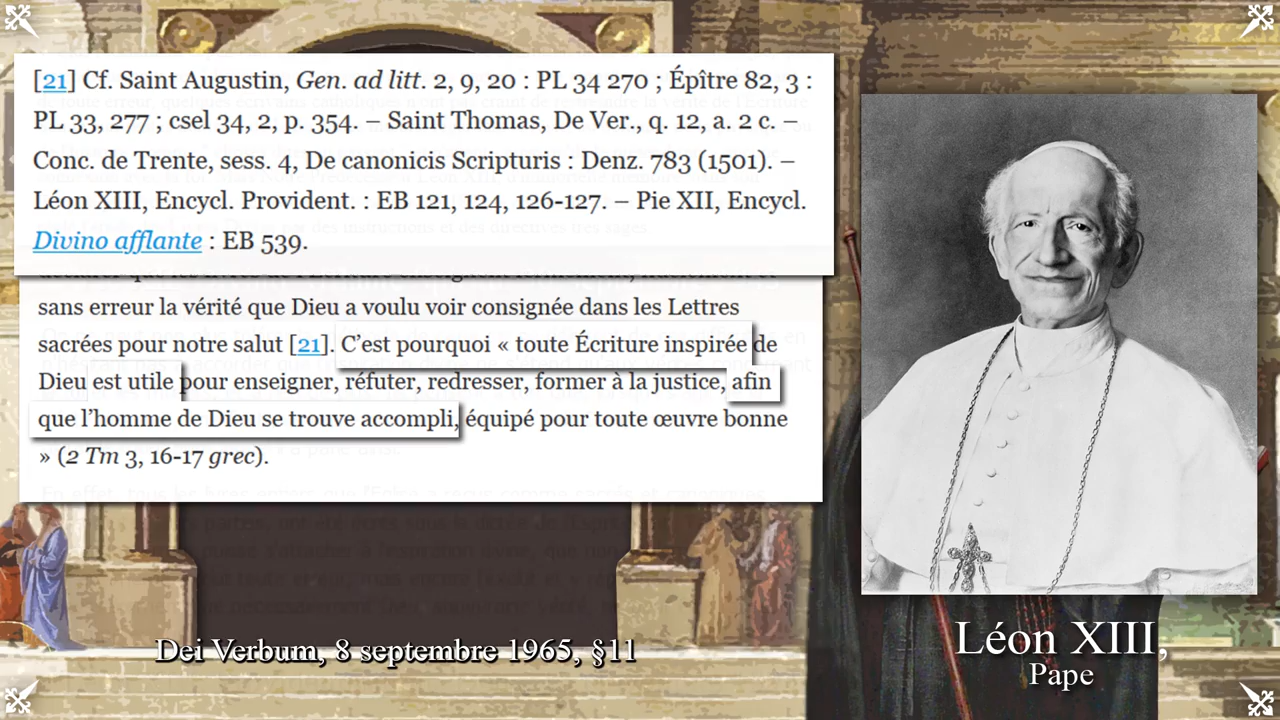 [21] Cf. Saint Augustin, Gen. ad litt. 2, 9, 20 : PL 34 270 ; Épître 82, 3 :
PL 33, 277 ; csel 34, 2, p. 354. – Saint Thomas, De Ver., q. 12, a. 2 c. –
Conc. de Trente, sess. 4, De canonicis Scripturis : Denz. 783 (1501). –
Léon XIII, Encycl. Provident. : EB 121, 124, 126-127. – Pie XII, Encycl.
Divino afflante : EB 539.
sans erreur la vérité que Dieu a voulu voir consignée dans les Lettres
sacrées pour notre salut [21]. C’est pourquoi « toute Écriture inspirée de
Dieu est utile pour enseigner, réfuter, redresser, former à la justice, afin
que l’homme de Dieu se trouve accompli, équipé pour toute œuvre bonne
» (2 Tm 3, 16-17 grec).
Dei Verbum, 8 septembre 1965, §11
Léon XIII,
Pape